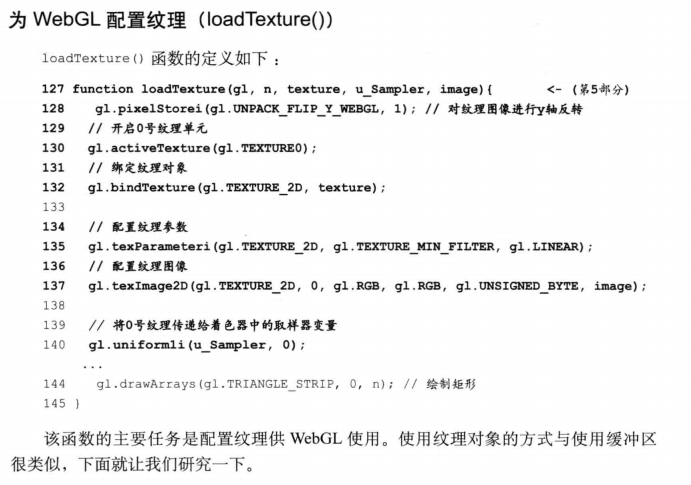 为 WebGL 配置纹理（loadTexture()）
loadTexture() 函数的定义如下：
127 function loadTexture(gl, n, texture, u_Sampler, image){ <- (第5部分)
128 gl.pixelStorei(gl.UNPACK_FLIP_Y_WEBGL, 1); // 对纹理图像进行y轴反转
129 // 开启0号纹理单元
130 gl.activeTexture(gl.TEXTURE0);
131 // 绑定纹理对象
132 gl.bindTexture(gl.TEXTURE_2D, texture);
133
134 // 配置纹理参数
135 gl.texParameteri(gl.TEXTURE_2D, gl.TEXTURE_MIN_FILTER, gl.LINEAR);
136 // 配置纹理图像
137 gl.texImage2D(gl.TEXTURE_2D, 0, gl.RGB, gl.RGB, gl.UNSIGNED_BYTE, image);
138
139 // 将0号纹理传递给着色器中的取样器变量
140 gl.uniform1i(u_Sampler, 0);
...
144 gl.drawArrays(gl.TRIANGLE_STRIP, 0, n); // 绘制矩形
145 }
该函数的主要任务是配置纹理供 WebGL 使用。使用纹理对象的方式与使用缓冲区
很类似，下面就让我们研究一下。